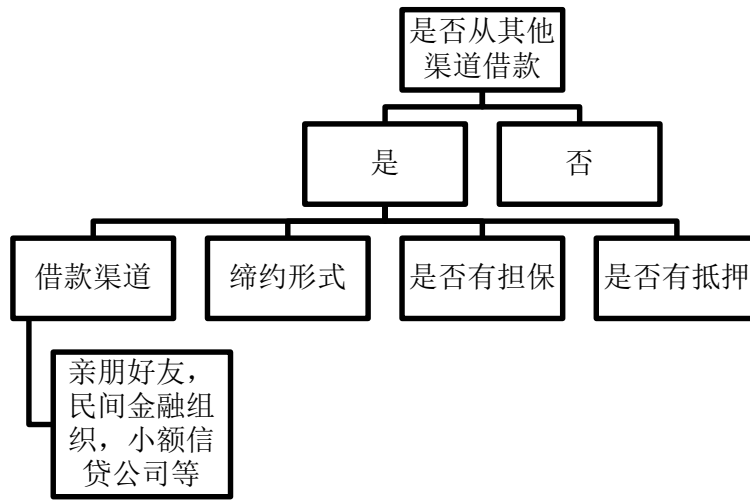 是否从其他
渠道借款
是
否
借款渠道
缔约形式
是否有担保
是否有抵押
亲朋好友，
民间金融组
织，小额信
贷公司等